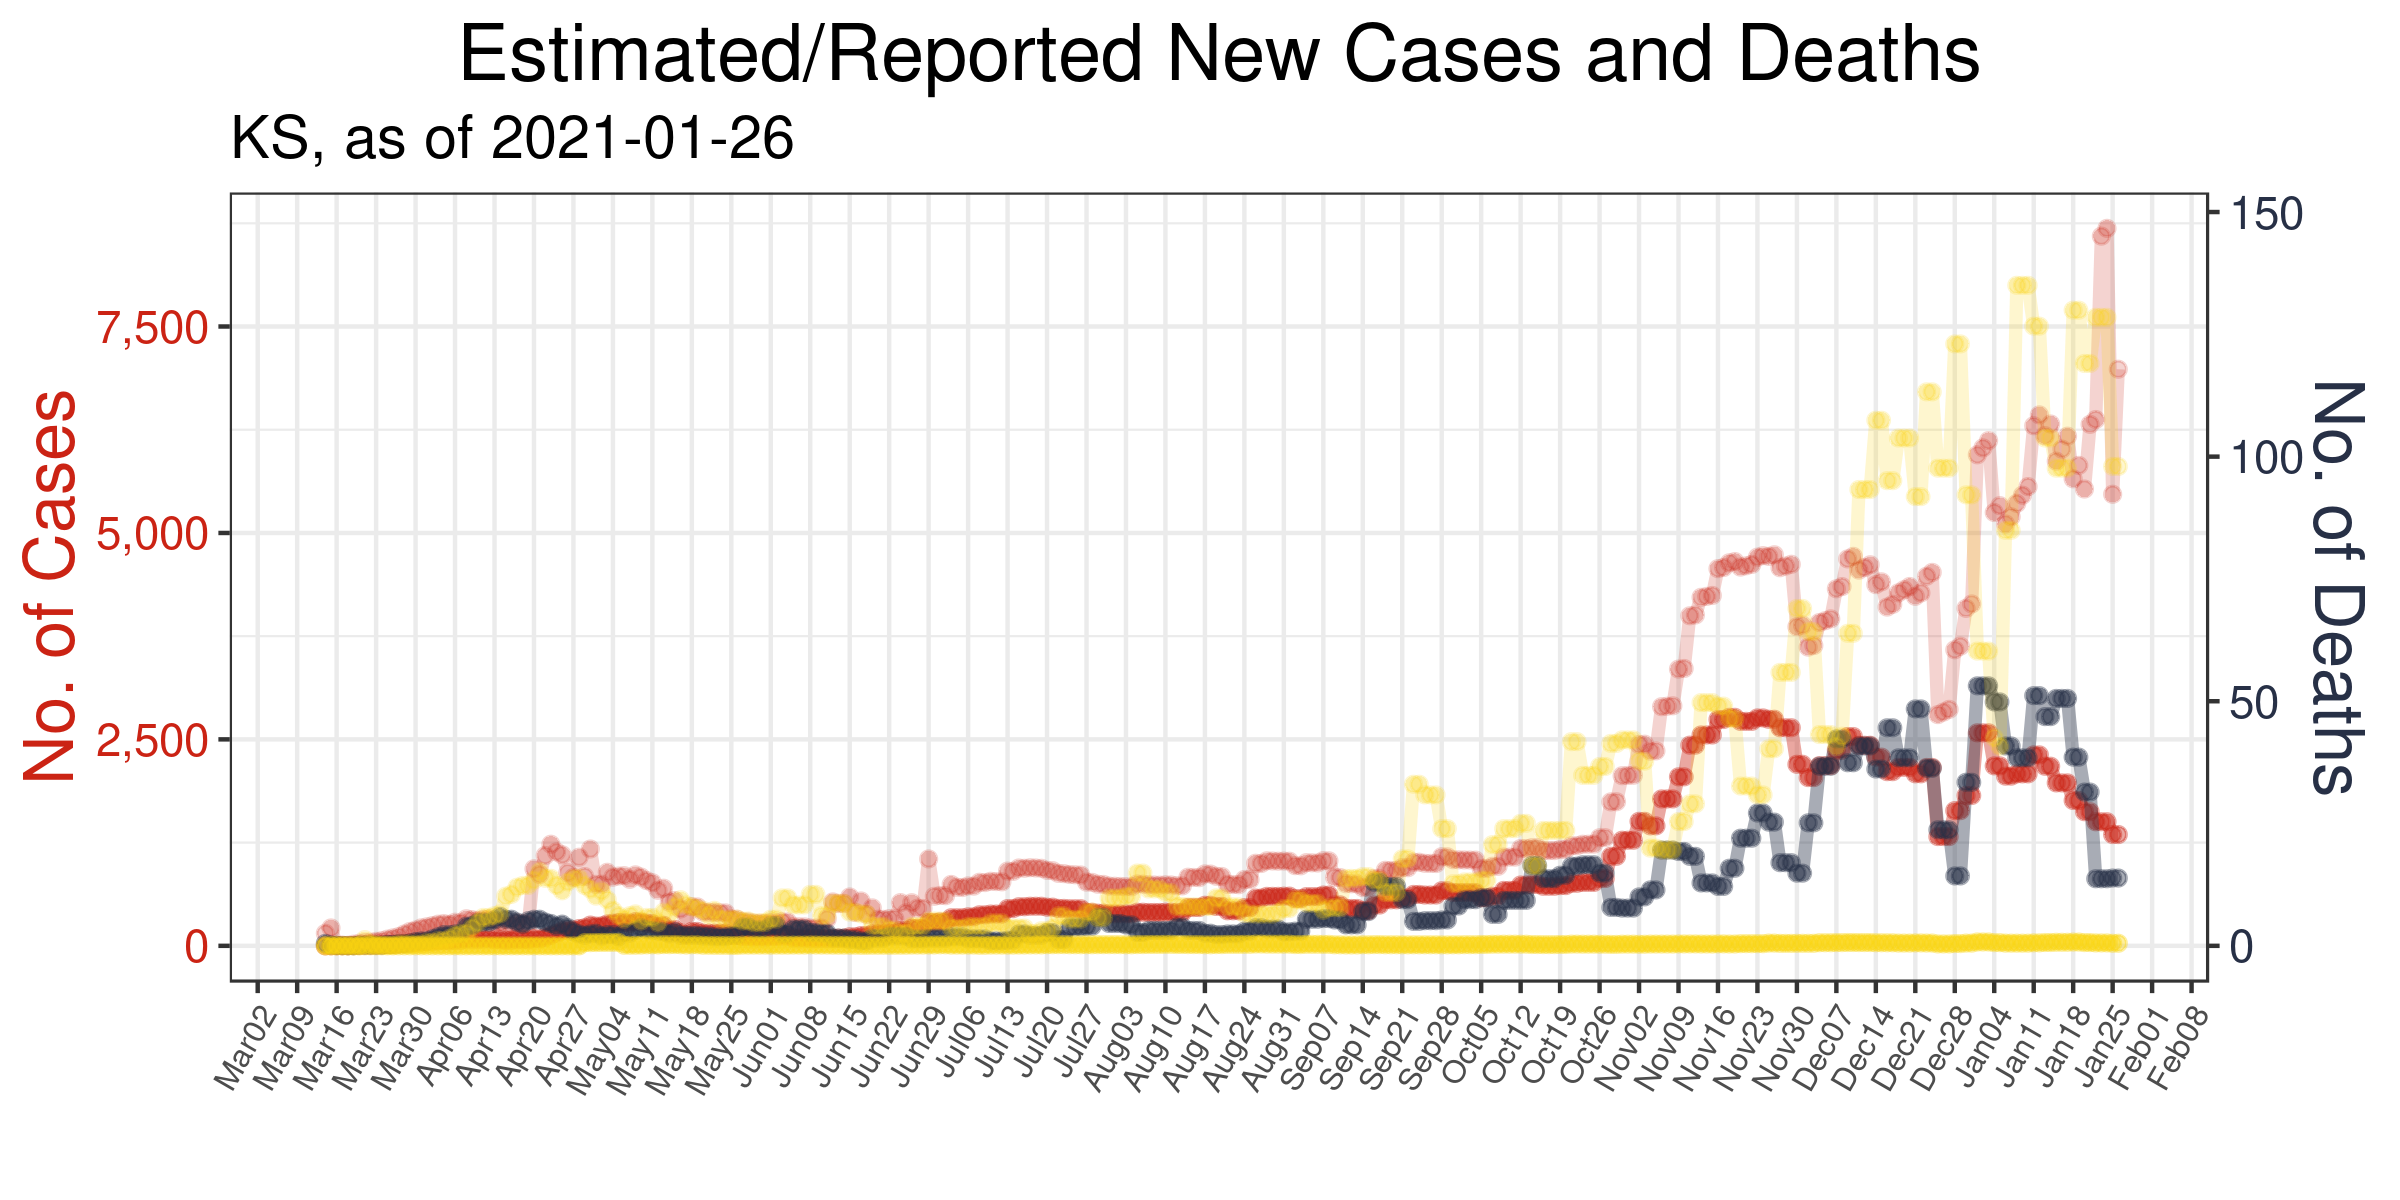 Estimated/Reported New Cases and Deaths
KS, as of 2021-01-26
No. of Cases
7,500
5,000
2,500
0
150
100
50
0
No. of Deaths
Mar02
Mar09
Mar16
Mar23
Mar30
Apr06
Apr13
Apr20
Apr27
May04
May11
May18
May25
Jun01
Jun08
Jun15
Jun22
Jun29
Jul06
Jul13
Jul20
Jul27
Aug03
Aug10
Aug17
Aug24
Aug31
Sep07
Sep14
Sep21
Sep28
Oct05
Oct12
Oct19
Oct26
Nov02
Nov09
Nov16
Nov23
Nov30
Dec07
Dec14
Dec21
Dec28
Jan04
Jan11
Jan18
Jan25
Feb01
Feb08